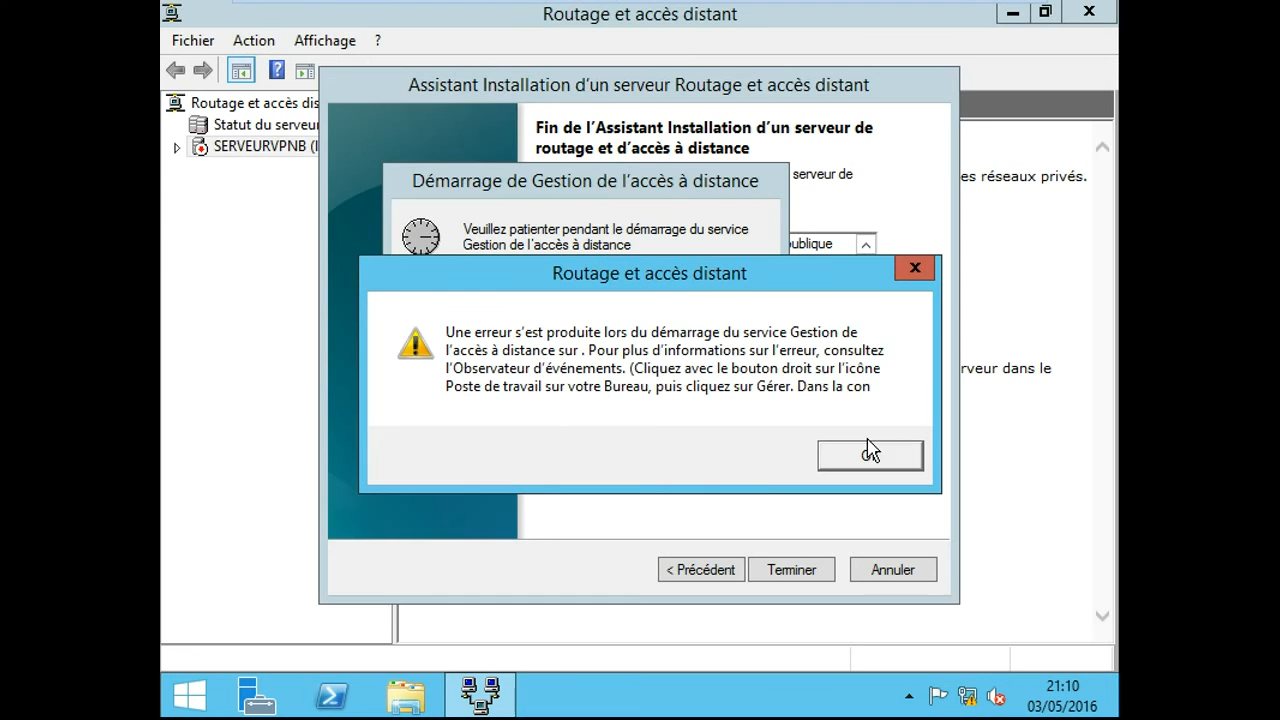 Routage et accès distant
Fichier Action Affichage ?
Assistant Installation d'un serveur Routage et accès distant
Routage et accès dis
Statut du serveur
SERVEURVPNB (
Fin de l'Assistant Installation d'un serveur de
routage et d'accès à distance
serveur de
es réseaux privés.
Démarrage de Gestion de l'accès à distance
Veuillez patienter pendant le démarrage du service
Gestion de l'accès à distance
ublique
Routage et accès distant
Une erreur s'est produite lors du démarrage du service Gestion de
l'accès à distance sur . Pour plus d'informations sur l'erreur, consultez
l'Observateur d'événements. (Cliquez avec le bouton droit sur l'icône
Poste de travail sur votre Bureau, puis cliquez sur Gérer. Dans la con
rveur dans le
< Précédent Terminer Annuler
21:10
03/05/2016